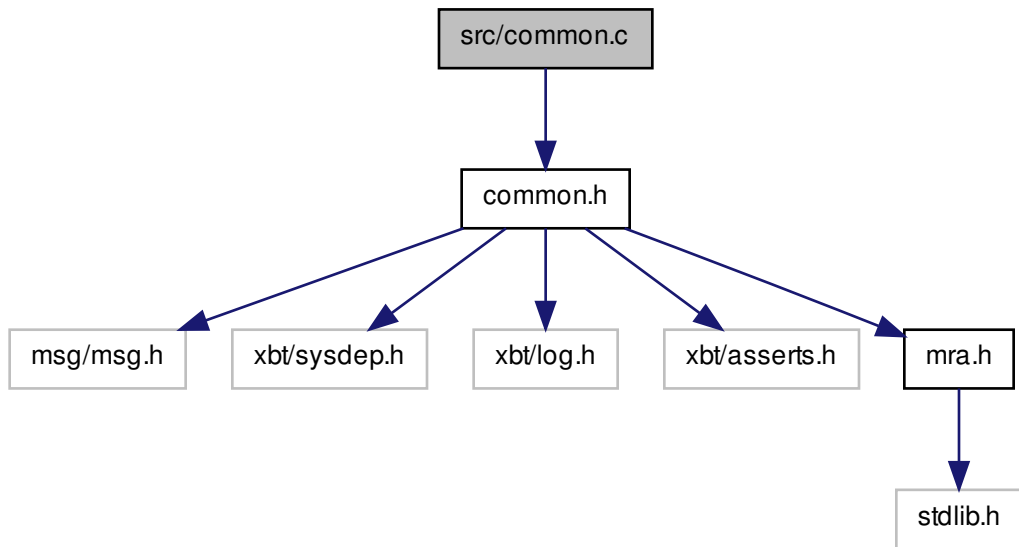 src/common.c
common.h
msg/msg.h
xbt/sysdep.h
xbt/log.h
xbt/asserts.h
mra.h
stdlib.h